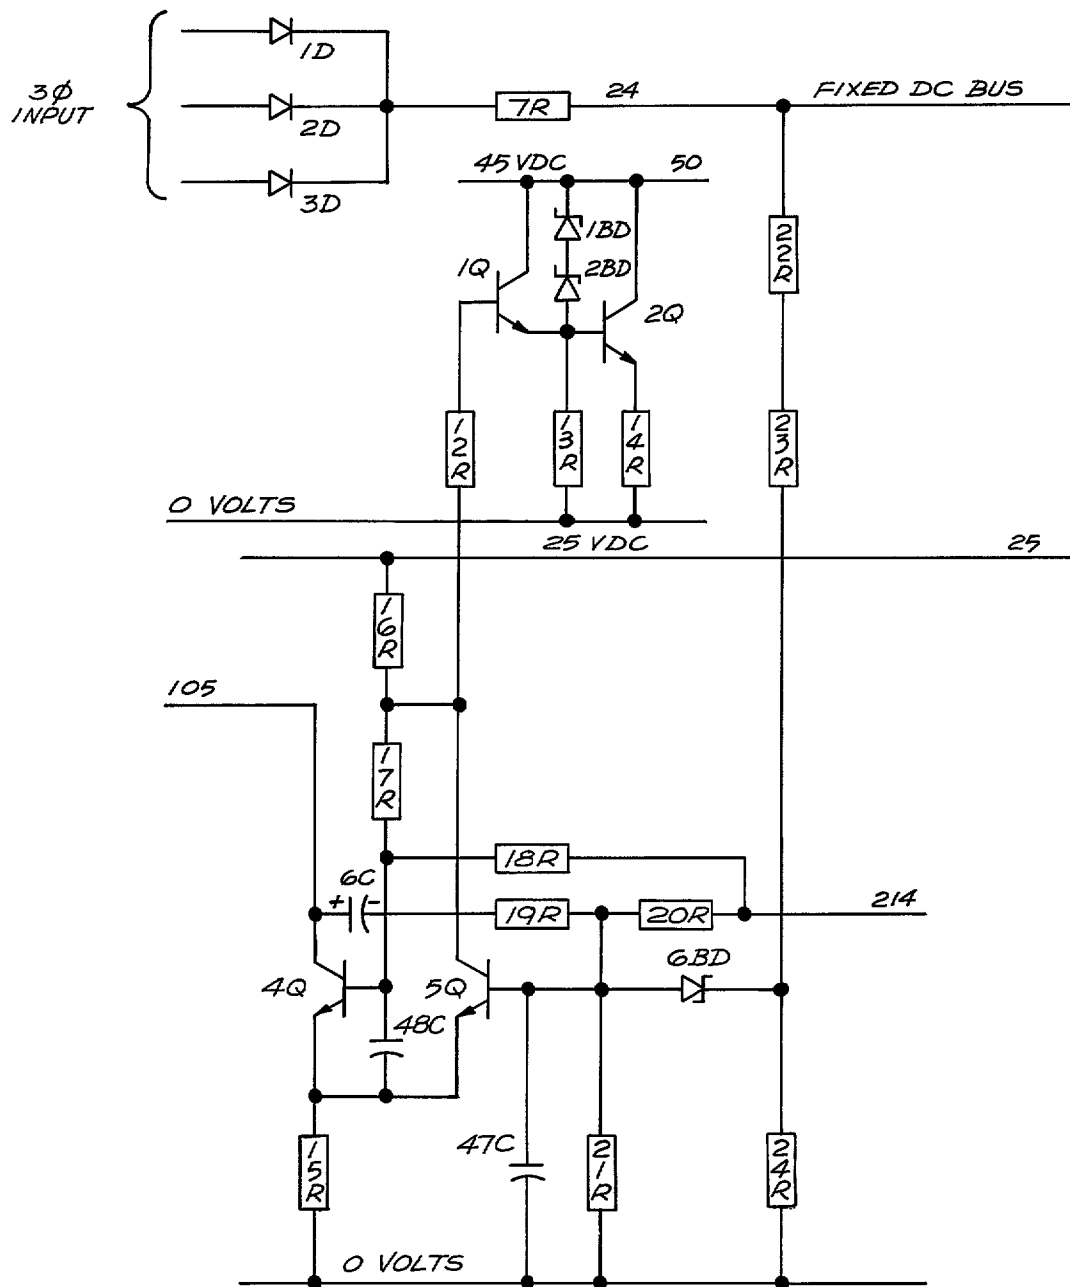 3Ø
INPUT
1D
2D
3D
7R
24
FIXED DC BUS
45 VDC
50
1BD
2BD
1Q
2Q
22R
12R
13R
14R
23R
0 VOLTS
25 VDC
25
16R
105
17R
18R
6C
+
-
19R
20R
214
6BD
4Q
5Q
48C
47C
15R
21R
24R
0 VOLTS